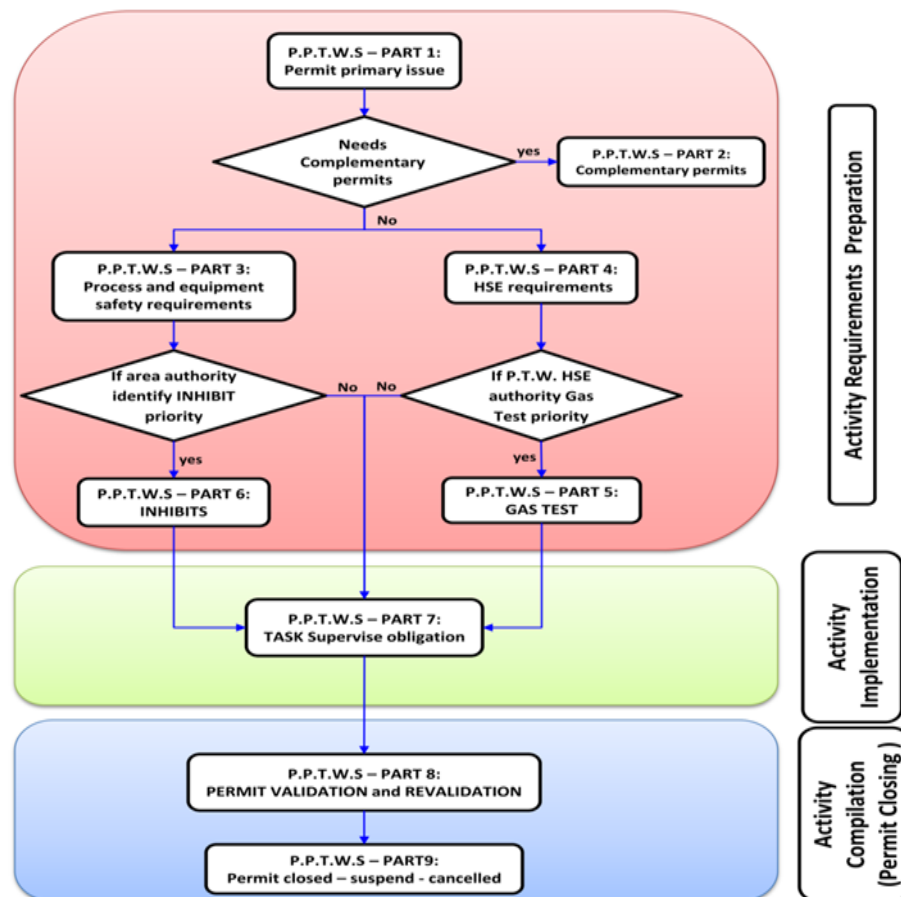 P.P.T.W.S – PART 1:
Permit primary issue
Needs
Complementary
permits
yes
P.P.T.W.S – PART 2:
Complementary permits
No
P.P.T.W.S – PART 3:
Process and equipment
safety requirements
P.P.T.W.S – PART 4:
HSE requirements
If area authority
identify INHIBIT
priority
No
No
If P.T.W. HSE
authority Gas
Test priority
yes
yes
P.P.T.W.S – PART 6:
INHIBITS
P.P.T.W.S – PART 5:
GAS TEST
Activity Requirements Preparation
P.P.T.W.S – PART 7:
TASK Supervise obligation
Activity
Implementation
P.P.T.W.S – PART 8:
PERMIT VALIDATION and REVALIDATION
P.P.T.W.S – PART9:
Permit closed – suspend - cancelled
Activity
Compilation
(Permit Closing )